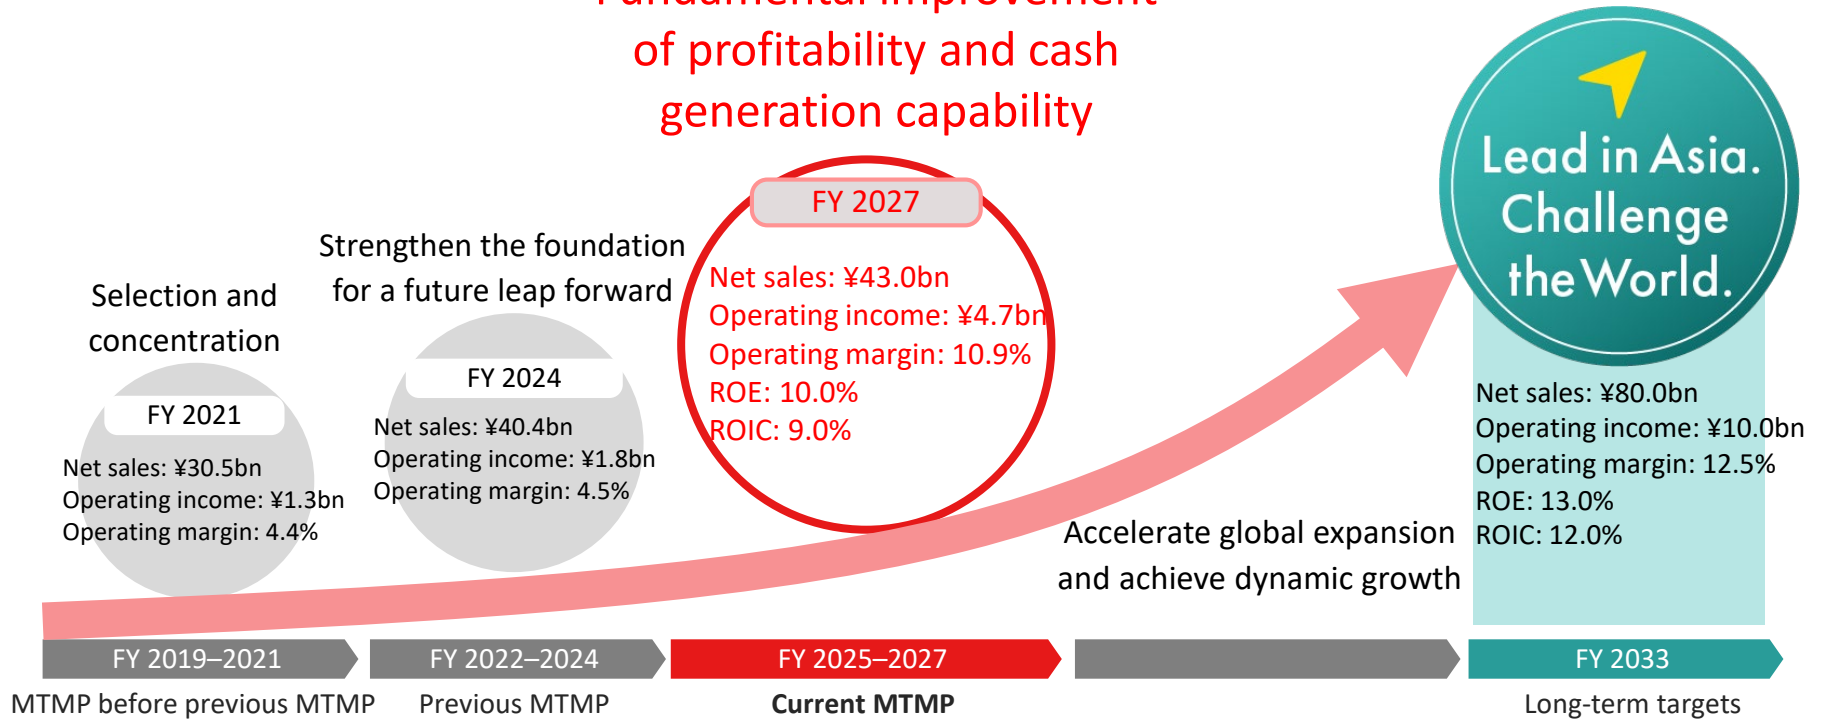 Fundamental improvement
of profitability and cash
generation capability
Lead in Asia.
Challenge
the World.
FY 2027
Net sales: ¥43.0bn
Operating income: ¥4.7bn
Operating margin: 10.9%
ROE: 10.0%
ROIC: 9.0%
Strengthen the foundation
for a future leap forward
FY 2024
Net sales: ¥40.4bn
Operating income: ¥1.8bn
Operating margin: 4.5%
Selection and
concentration
FY 2021
Net sales: ¥30.5bn
Operating income: ¥1.3bn
Operating margin: 4.4%
Net sales: ¥80.0bn
Operating income: ¥10.0bn
Operating margin: 12.5%
ROE: 13.0%
ROIC: 12.0%
Accelerate global expansion
and achieve dynamic growth
FY 2019–2021
FY 2022–2024
FY 2025–2027
FY 2033
MTMP before previous MTMP
Previous MTMP
Current MTMP
Long-term targets